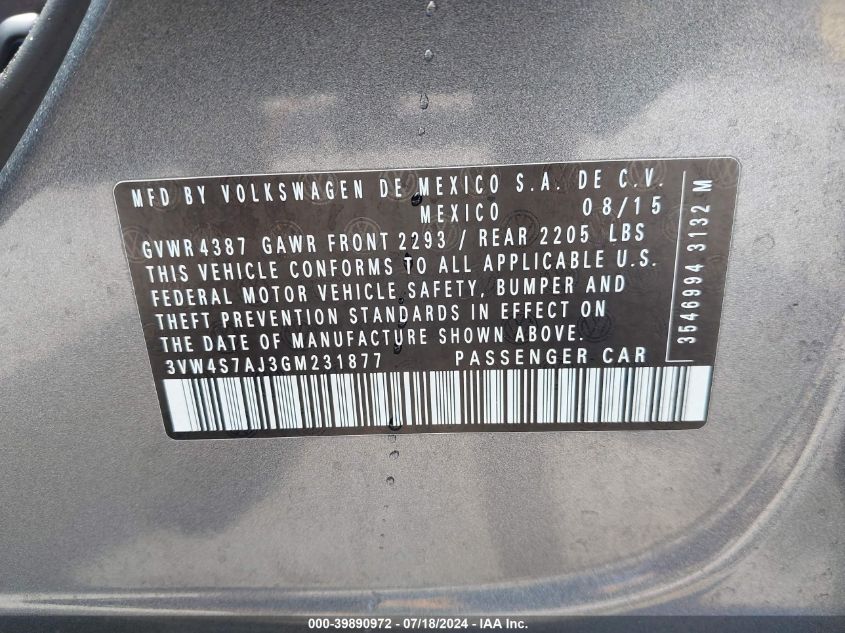 MFD BY VOLKSWAGEN DE MEXICO S.A. DE C.V.
MEXICO 08/15
GVWR 4387 GAWR FRONT 2293 / REAR 2205 LBS
THIS VEHICLE CONFORMS TO ALL APPLICABLE U.S.
FEDERAL MOTOR VEHICLE SAFETY, BUMPER AND
THEFT PREVENTION STANDARDS IN EFFECT ON
THE DATE OF MANUFACTURE SHOWN ABOVE.
3VW4S7AJ3GM231877 PASSENGER CAR
3546994 3132 M
000-39890972 - 07/18/2024 - IAAI.com